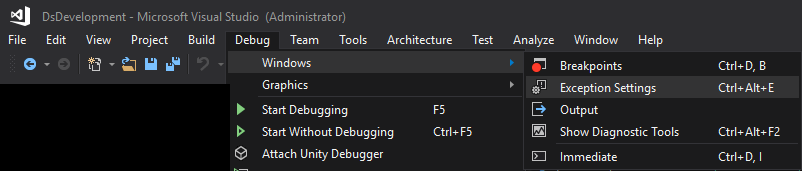 DsDevelopment - Microsoft Visual Studio (Administrator)
File Edit View Project Build Debug Team Tools Architecture Test Analyze Window Help
Windows
Breakpoints Ctrl+D, B
Graphics
Exception Settings Ctrl+Alt+E
Start Debugging F5
Output
Start Without Debugging Ctrl+F5
Show Diagnostic Tools Ctrl+Alt+F2
Attach Unity Debugger
Immediate Ctrl+D, I